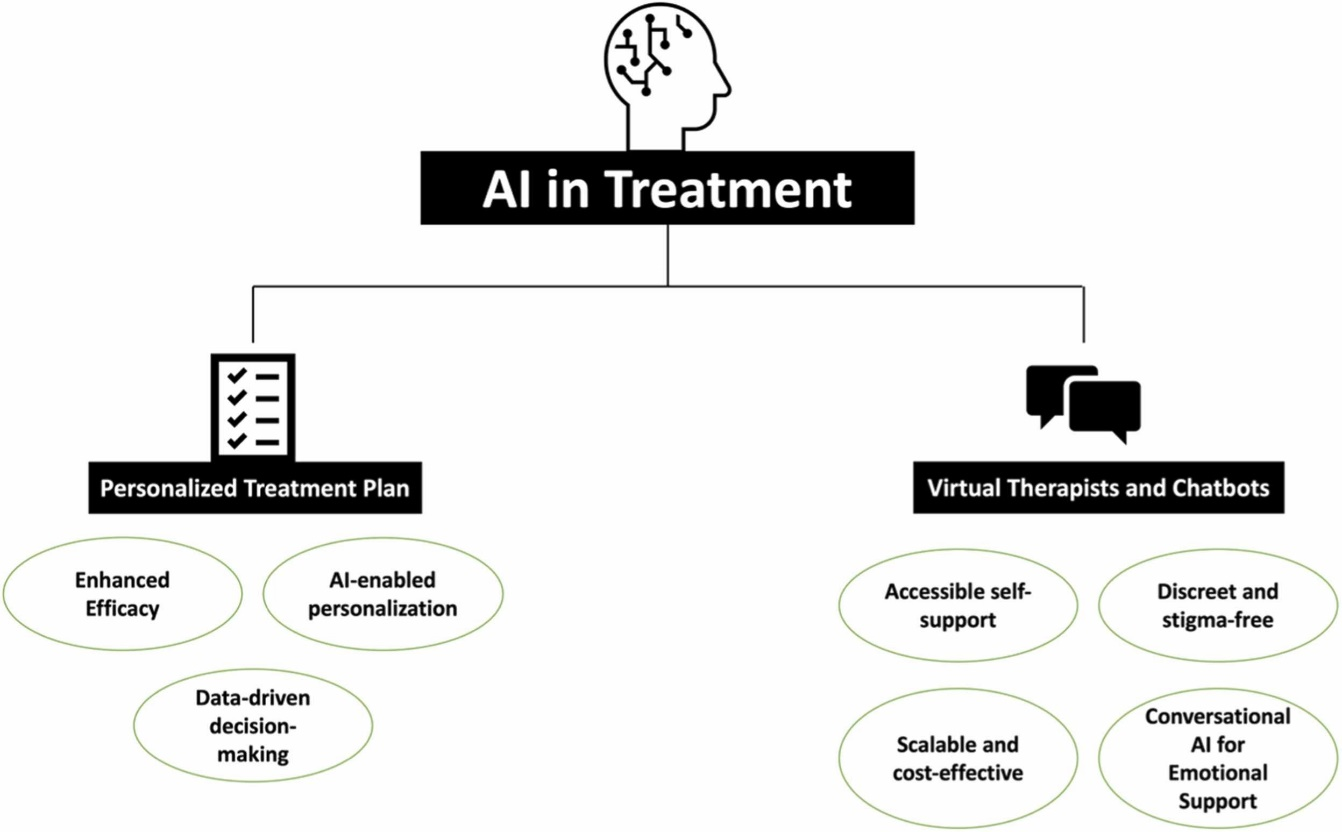 AI in Treatment
Personalized Treatment Plan
Enhanced
Efficacy
AI-enabled
personalization
Data-driven
decision-
making
Virtual Therapists and Chatbots
Accessible self-
support
Discreet and
stigma-free
Scalable and
cost-effective
Conversational
AI for
Emotional
Support